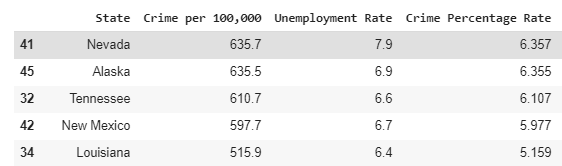 State Crime per 100,000 Unemployment Rate Crime Percentage Rate
41 Nevada 635.7 7.9 6.357
45 Alaska 635.5 6.9 6.355
32 Tennessee 610.7 6.6 6.107
42 New Mexico 597.7 6.7 5.977
34 Louisiana 515.9 6.4 5.159